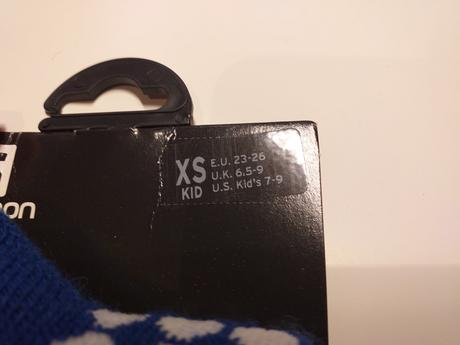 XS
KID
E.U. 23-26
U.K. 6.5-9
U.S. Kid's 7-9